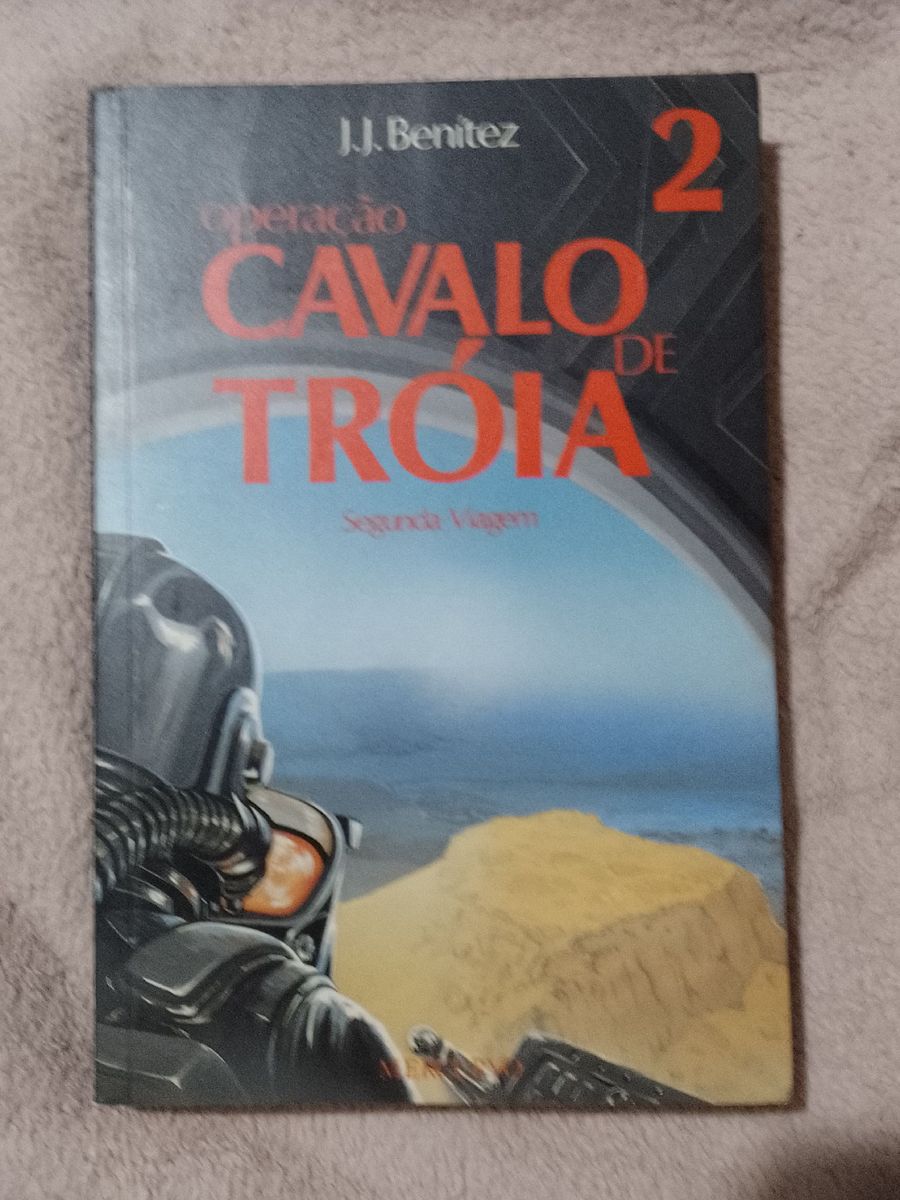 J.J. Benítez
2
operação
CAVALO
DE
TRÓIA
Segunda Viagem